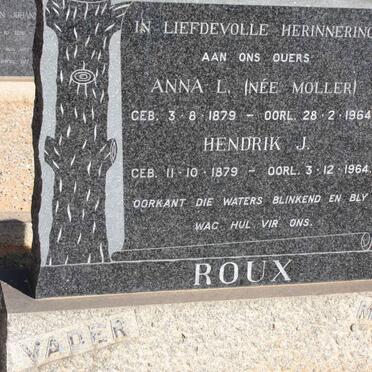 IN LIEFDEVOLLE HERINNERING
AAN ONS OUERS
ANNA L. (NÉE MOLLER)
GEB. 3·8·1879 - OORL. 28·2·1964
HENDRIK J.
GEB. 11·10·1879 - OORL. 3·12·1964.
OORKANT DIE WATERS BLINKEND EN BLY
WAG HUL VIR ONS.
ROUX
VADER
M